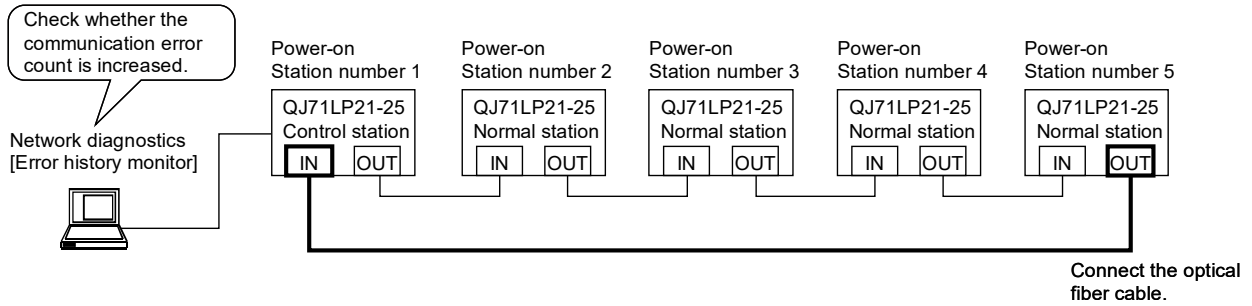 Check whether the
communication error
count is increased.
Network diagnostics
[Error history monitor]
Power-on
Station number 1
QJ71LP21-25
Control station
IN OUT
Power-on
Station number 2
QJ71LP21-25
Normal station
IN OUT
Power-on
Station number 3
QJ71LP21-25
Normal station
IN OUT
Power-on
Station number 4
QJ71LP21-25
Normal station
IN OUT
Power-on
Station number 5
QJ71LP21-25
Normal station
IN OUT
Connect the optical
fiber cable.